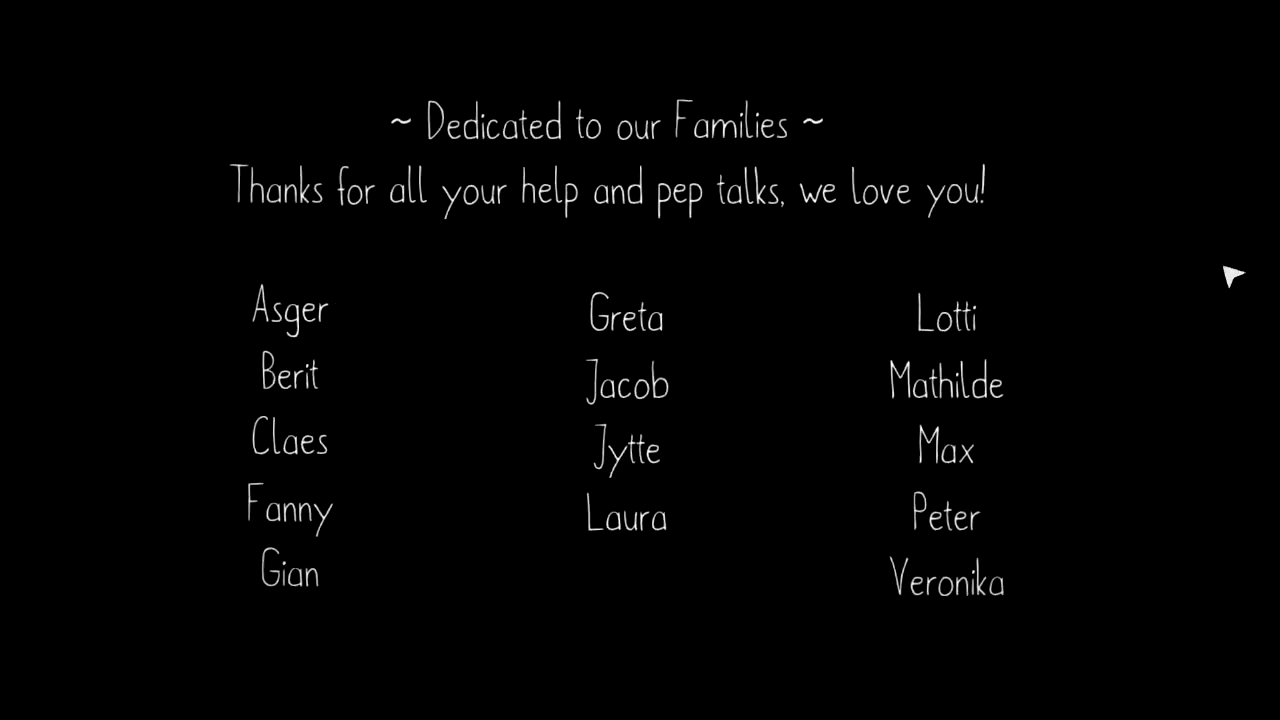 ~ Dedicated to our Families ~
Thanks for all your help and pep talks, we love you!
Asger
Berit
Claes
Fanny
Gian
Greta
Jacob
Jytte
Laura
Lotti
Mathilde
Max
Peter
Veronika